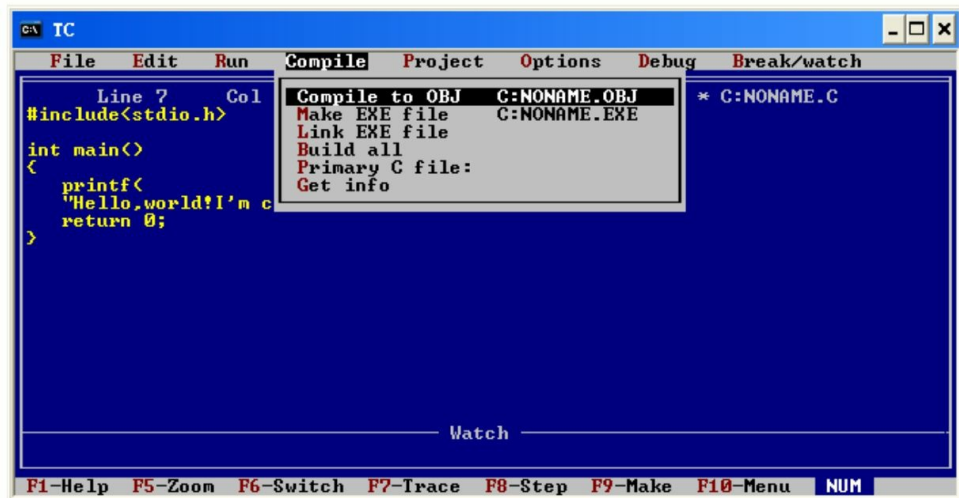 C:\ TC
File Edit Run Compile Project Options Debug Break/watch
Line 7 Col * C:NONAME.C
Compile to OBJ C:NONAME.OBJ
Make EXE file C:NONAME.EXE
Link EXE file
Build all
Primary C file:
Get info
#include<stdio.h>
int main()
{
printf(
"Hello,world!I'm c
return 0;
}
Watch
F1-Help F5-Zoom F6-Switch F7-Trace F8-Step F9-Make F10-Menu NUM